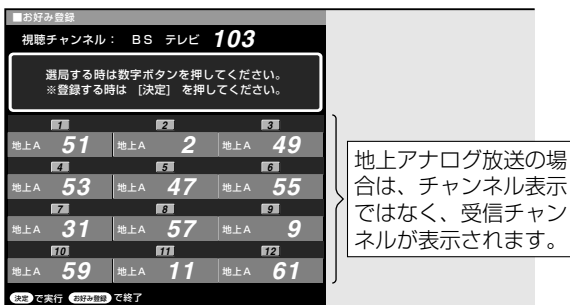 ■お好み登録
視聴チャンネル： BS テレビ 103
選局する時は数字ボタンを押してください。
※登録する時は [決定] を押してください。
1 2 3
地上A 51 地上A 2 地上A 49
4 5 6
地上A 53 地上A 47 地上A 55
7 8 9
地上A 31 地上A 57 地上A 9
10 11 12
地上A 59 地上A 11 地上A 61
決定 で実行 お好み登録 で終了
地上アナログ放送の場
合は、チャンネル表示
ではなく、受信チャン
ネルが表示されます。